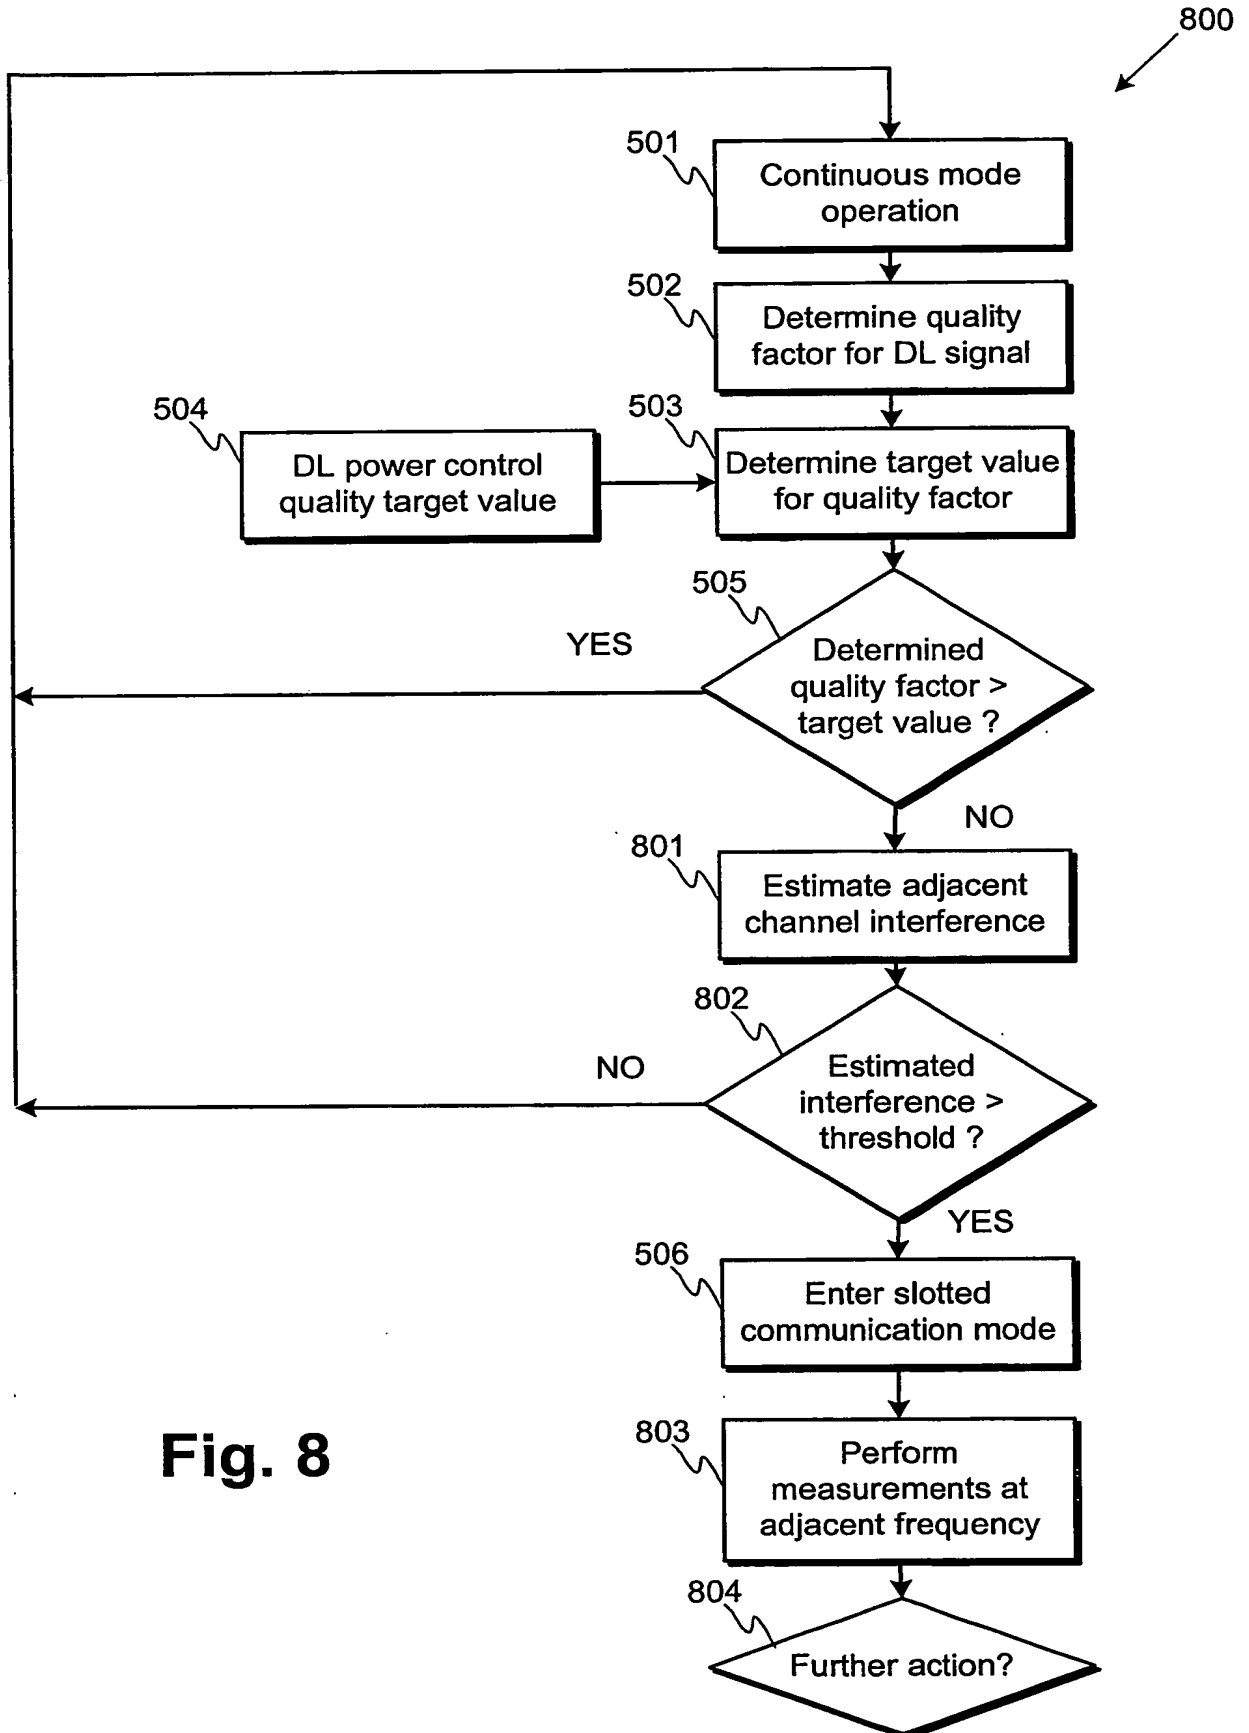 800
501
Continuous mode
operation
502
Determine quality
factor for DL signal
504
DL power control
quality target value
503
Determine target value
for quality factor
505
YES
Determined
quality factor >
target value ?
NO
801
Estimate adjacent
channel interference
802
NO
Estimated
interference >
threshold ?
YES
506
Enter slotted
communication mode
803
Perform
measurements at
adjacent frequency
Fig. 8
804
Further action?